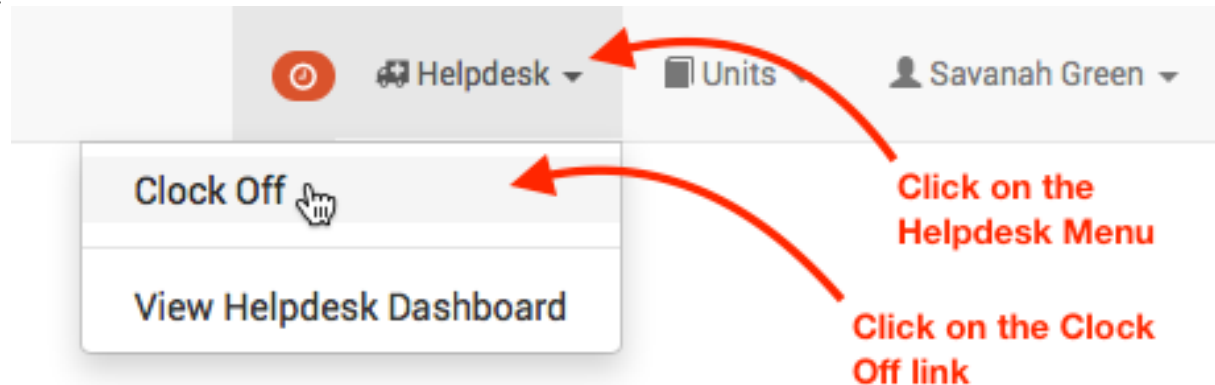 Helpdesk Units Savanah Green
Clock Off
View Helpdesk Dashboard
Click on the
Helpdesk Menu
Click on the Clock
Off link